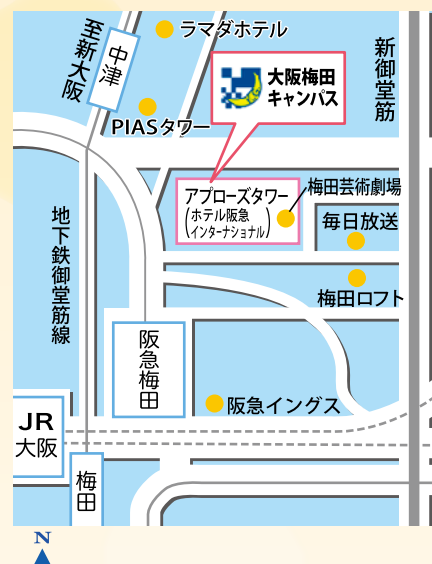 ラマダホテル
至新大阪
中津
新御堂筋
大阪梅田
キャンパス
PIASタワー
アプローズタワー
(ホテル阪急
インターナショナル)
梅田芸術劇場
毎日放送
地下鉄御堂筋線
梅田ロフト
阪急梅田
阪急イングス
JR
大阪
梅田
N